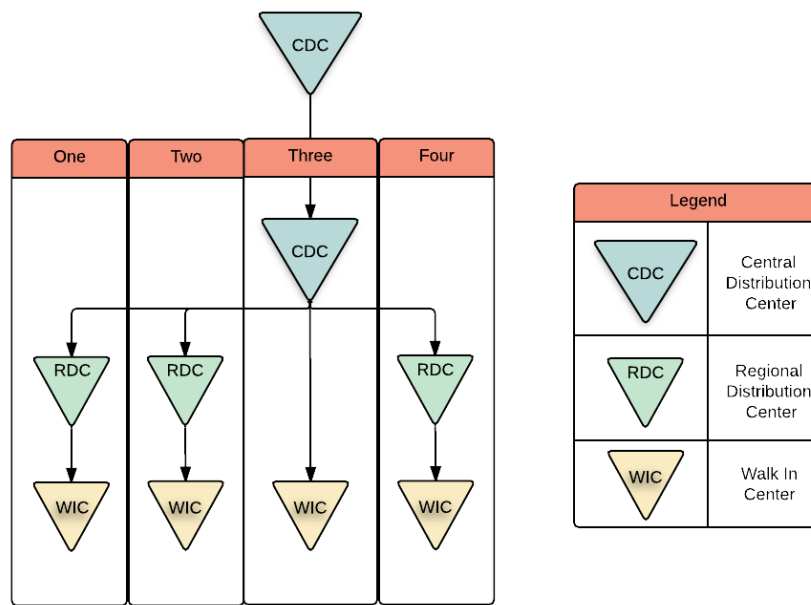 CDC
One
Two
Three
Four
CDC
RDC
RDC
RDC
WIC
WIC
WIC
WIC
Legend
CDC
Central
Distribution
Center
RDC
Regional
Distribution
Center
WIC
Walk In
Center